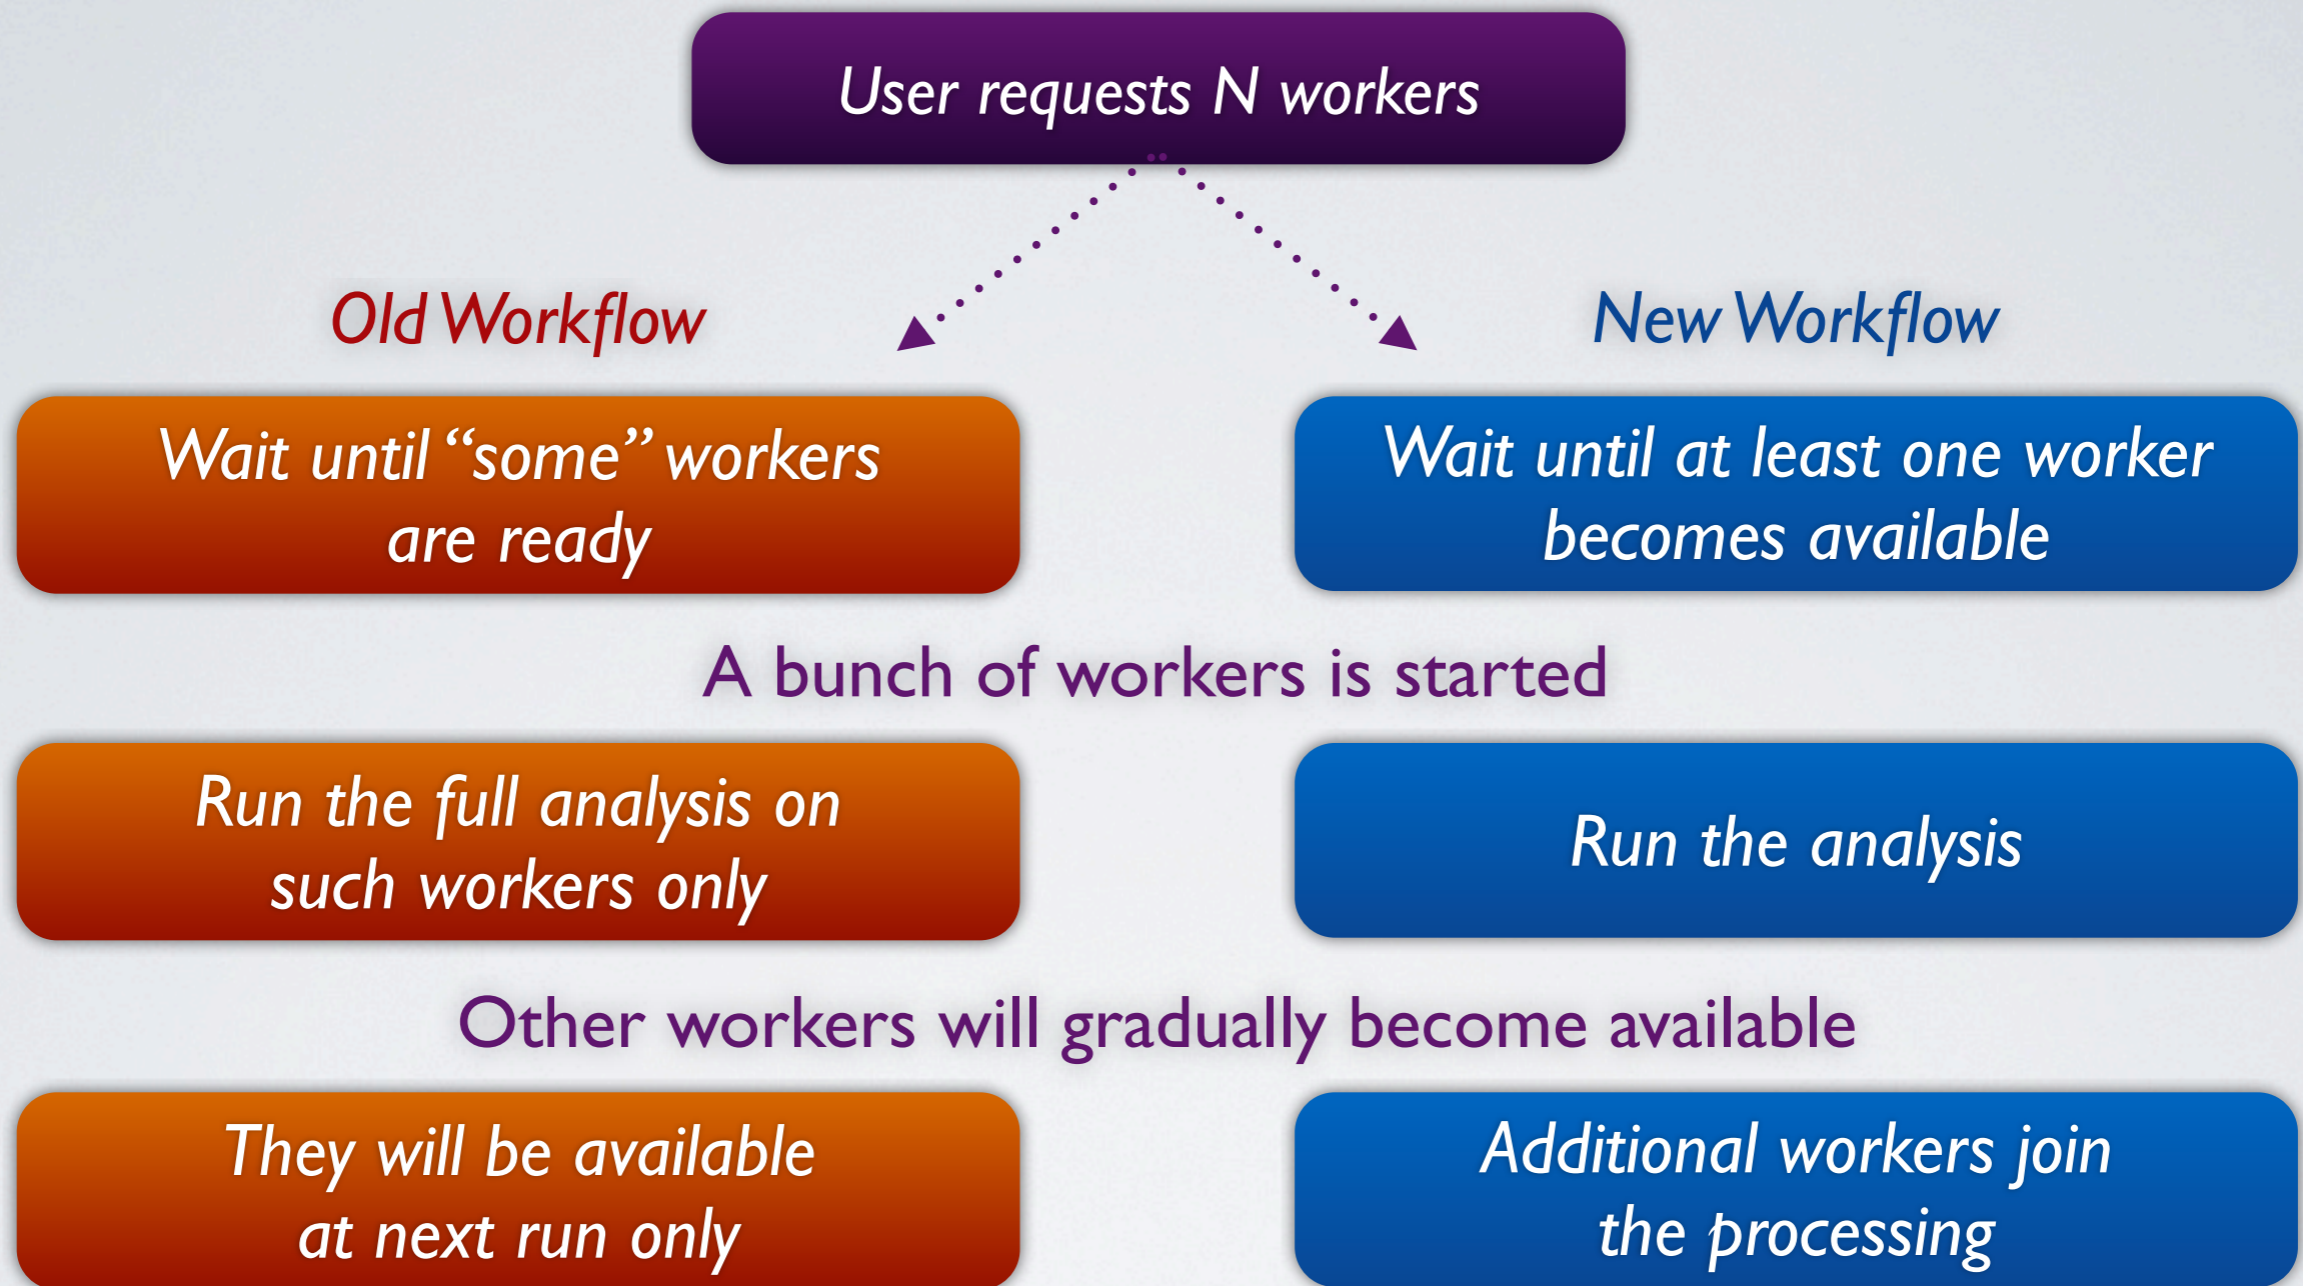 User requests N workers
Old Workflow
New Workflow
Wait until “some” workers
are ready
Wait until at least one worker
becomes available
A bunch of workers is started
Run the full analysis on
such workers only
Run the analysis
Other workers will gradually become available
They will be available
at next run only
Additional workers join
the processing